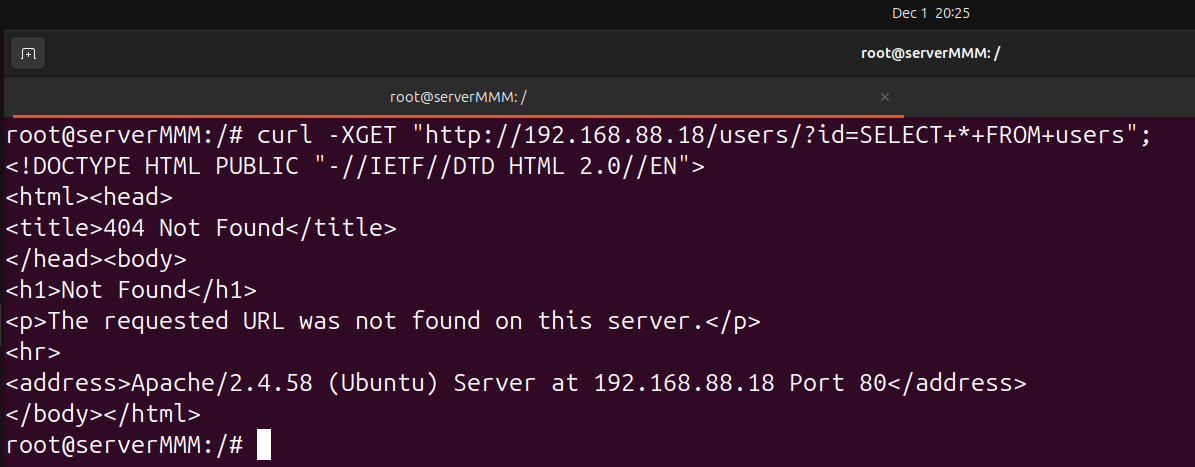 Dec 1 20:25
root@serverMMM: /
root@serverMMM: /
root@serverMMM:/# curl -XGET "http://192.168.88.18/users/?id=SELECT+*+FROM+users";
<!DOCTYPE HTML PUBLIC "-//IETF//DTD HTML 2.0//EN">
<html><head>
<title>404 Not Found</title>
</head><body>
<h1>Not Found</h1>
<p>The requested URL was not found on this server.</p>
<hr>
<address>Apache/2.4.58 (Ubuntu) Server at 192.168.88.18 Port 80</address>
</body></html>
root@serverMMM:/#